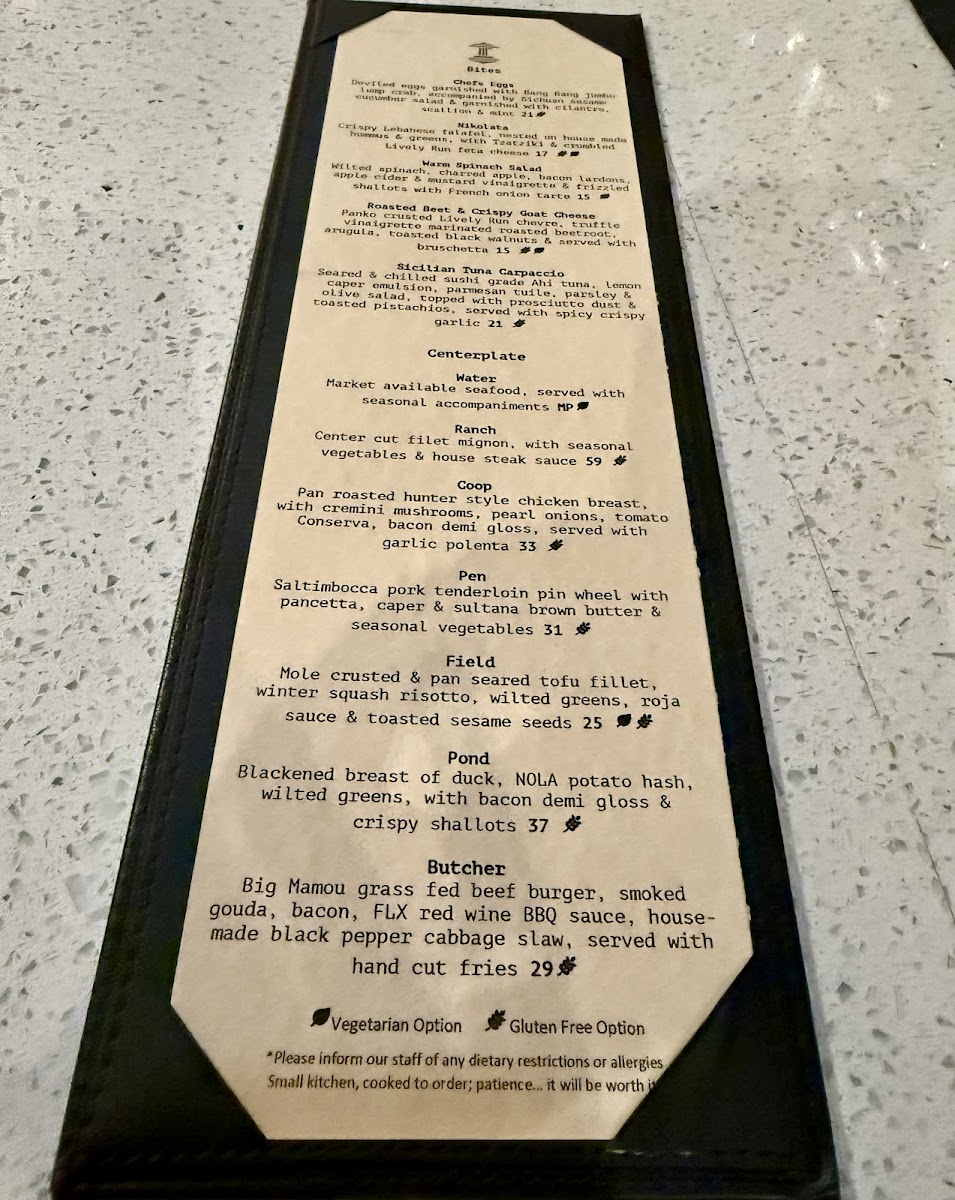 Bites
Chefs Eggs
Deviled eggs garnished with Bang Bang jumbo
lump crab, accompanied by Sichuan sesame
cucumber salad & garnished with cilantro,
scallion & mint 21
Nikolata
Crispy Lebanese falafel, nested on house made
hummus & greens, with Tzatziki & crumbled
Lively Run feta cheese 17
Warm Spinach Salad
Wilted spinach, charred apple, bacon lardons,
apple cider & mustard vinaigrette & frizzled
shallots with French onion tarte 15
Roasted Beet & Crispy Goat Cheese
Panko crusted Lively Run chevre, truffle
vinaigrette marinated roasted beetroot,
arugula, toasted black walnuts & served with
bruschetta 15
Sicilian Tuna Carpaccio
Seared & chilled sushi grade Ahi tuna, lemon
caper emulsion, parmesan tuile, parsley &
olive salad, topped with prosciutto dust &
toasted pistachios, served with spicy crispy
garlic 21
Centerplate
Water
Market available seafood, served with
seasonal accompaniments MP
Ranch
Center cut filet mignon, with seasonal
vegetables & house steak sauce 59
Coop
Pan roasted hunter style chicken breast,
with cremini mushrooms, pearl onions, tomato
Conserva, bacon demi gloss, served with
garlic polenta 33
Pen
Saltimbocca pork tenderloin pin wheel with
pancetta, caper & sultana brown butter &
seasonal vegetables 31
Field
Mole crusted & pan seared tofu fillet,
winter squash risotto, wilted greens, roja
sauce & toasted sesame seeds 25
Pond
Blackened breast of duck, NOLA potato hash,
wilted greens, with bacon demi gloss &
crispy shallots 37
Butcher
Big Mamou grass fed beef burger, smoked
gouda, bacon, FLX red wine BBQ sauce, house-
made black pepper cabbage slaw, served with
hand cut fries 29
Vegetarian Option Gluten Free Option
*Please inform our staff of any dietary restrictions or allergies
Small kitchen, cooked to order; patience... it will be worth it